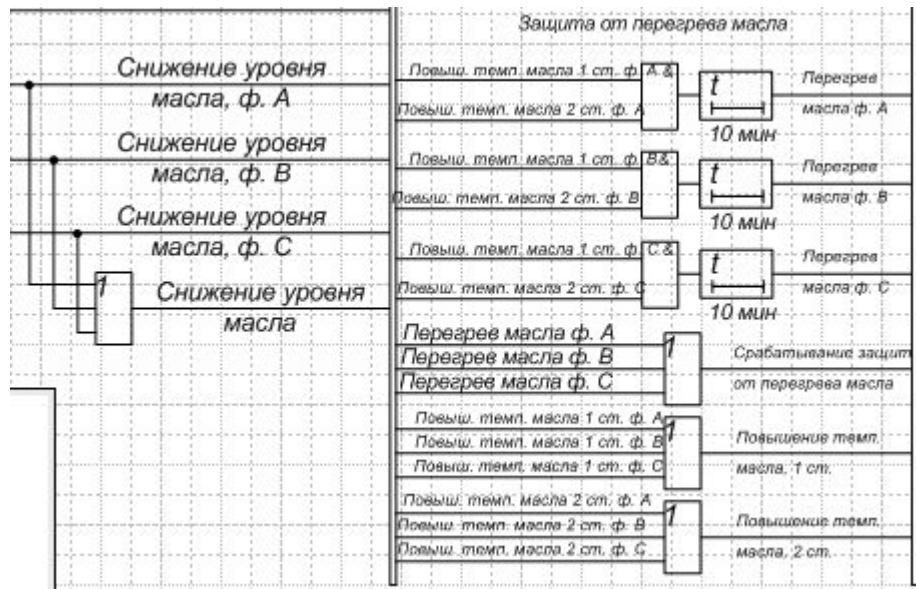 Снижение уровня
масла, ф. А
Снижение уровня
масла, ф. В
Снижение уровня
масла, ф. С
1
Снижение уровня
масла
Защита от перегрева масла
Повыш. темп. масла 1 ст. ф. А &
Повыш. темп. масла 2 ст. ф. А
t
10 мин
Перегрев
масла ф. А
Повыш. темп. масла 1 ст. ф. В &
Повыш. темп. масла 2 ст. ф. В
t
10 мин
Перегрев
масла ф. В
Повыш. темп. масла 1 ст. ф. С &
Повыш. темп. масла 2 ст. ф. С
t
10 мин
Перегрев
масла ф. С
Перегрев масла ф. А
Перегрев масла ф. В
Перегрев масла ф. С
1
Срабатывание защит
от перегрева масла
Повыш. темп. масла 1 ст. ф. А
Повыш. темп. масла 1 ст. ф. В
Повыш. темп. масла 1 ст. ф. С
1
Повышение темп.
масла, 1 ст.
Повыш. темп. масла 2 ст. ф. А
Повыш. темп. масла 2 ст. ф. В
Повыш. темп. масла 2 ст. ф. С
1
Повышение темп.
масла, 2 ст.